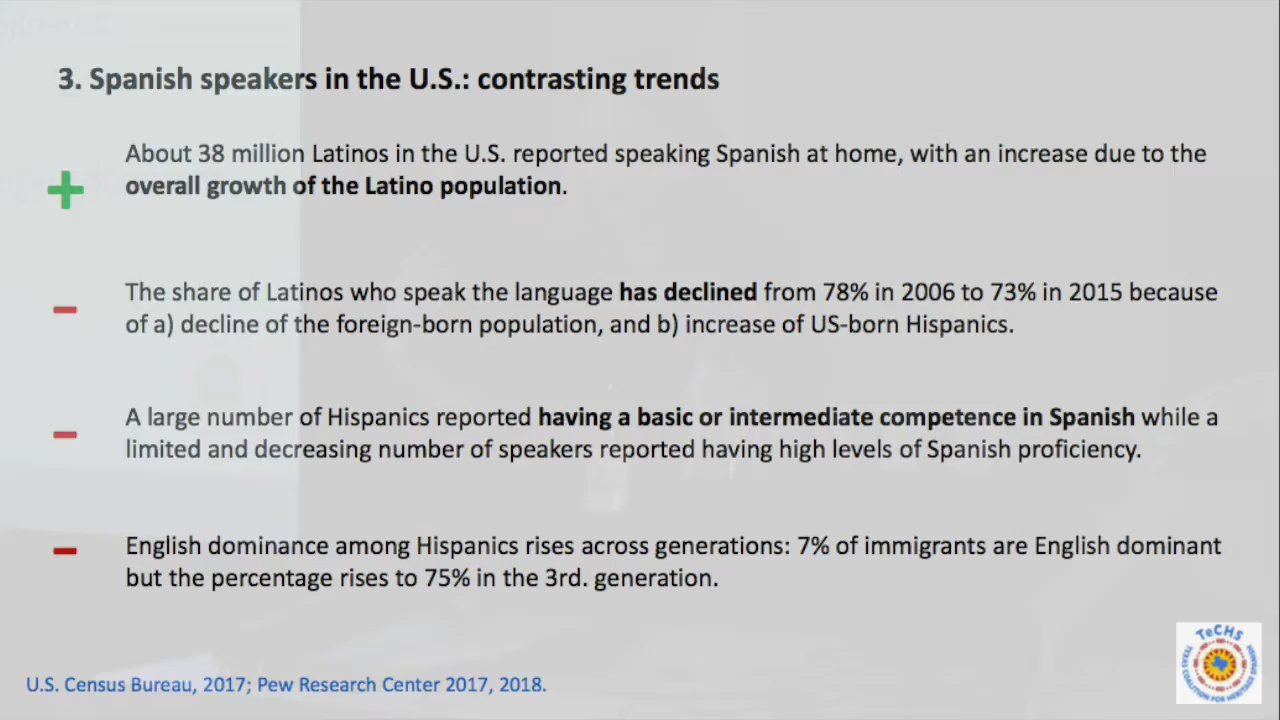 3. Spanish speakers in the U.S.: contrasting trends
About 38 million Latinos in the U.S. reported speaking Spanish at home, with an increase due to the
overall growth of the Latino population.
The share of Latinos who speak the language has declined from 78% in 2006 to 73% in 2015 because
of a) decline of the foreign-born population, and b) increase of US-born Hispanics.
A large number of Hispanics reported having a basic or intermediate competence in Spanish while a
limited and decreasing number of speakers reported having high levels of Spanish proficiency.
English dominance among Hispanics rises across generations: 7% of immigrants are English dominant
but the percentage rises to 75% in the 3rd. generation.
TeCHS
TEXAS COALITION FOR HERITAGE SPANISH
U.S. Census Bureau, 2017; Pew Research Center 2017, 2018.